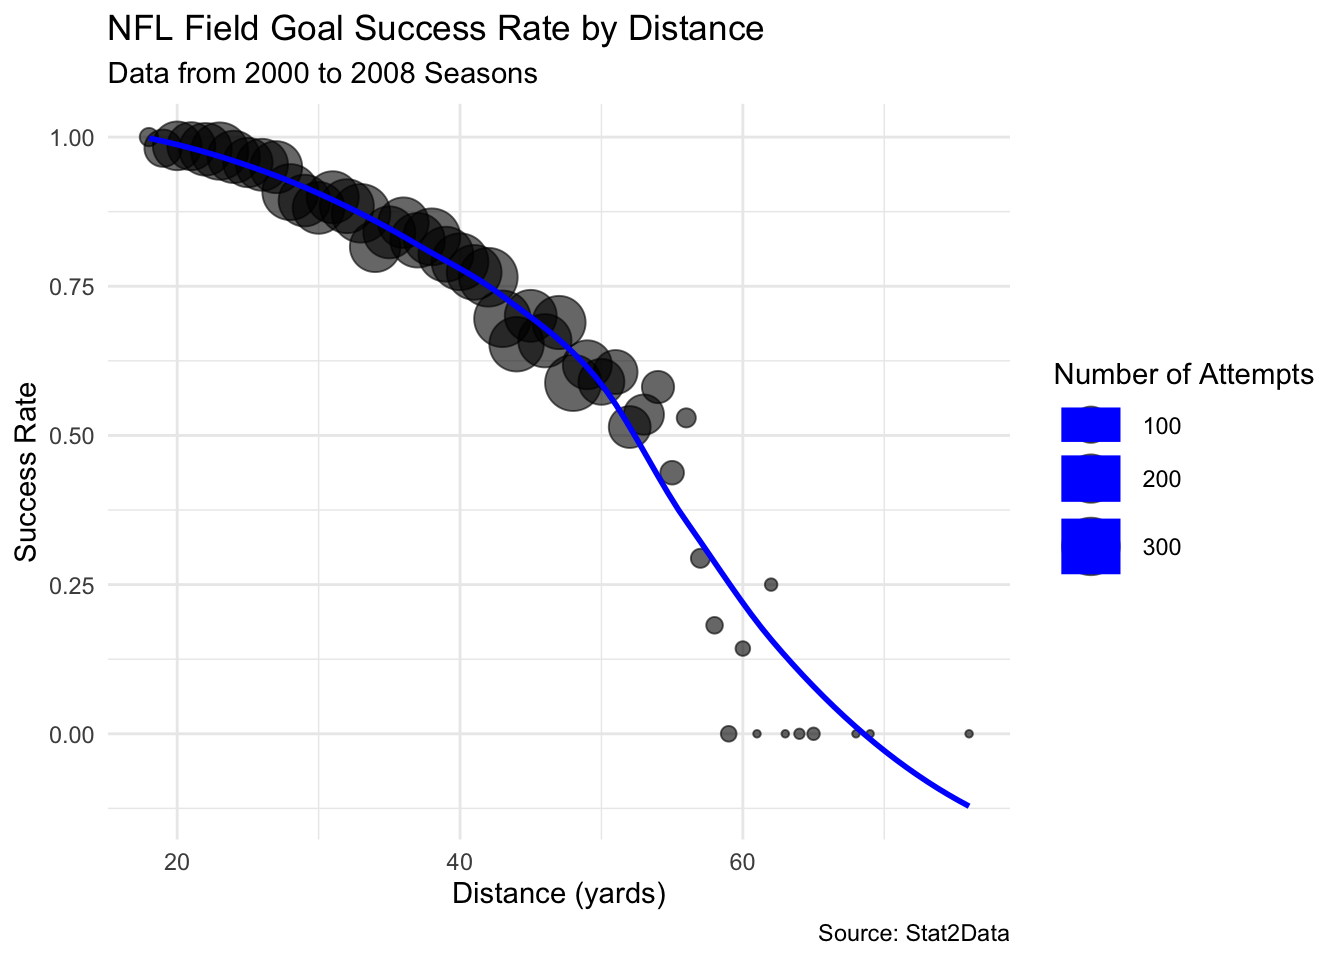 NFL Field Goal Success Rate by Distance
Data from 2000 to 2008 Seasons
Success Rate
1.00
0.75
0.50
0.25
0.00
20 40 60
Distance (yards)
Number of Attempts
100
200
300
Source: Stat2Data